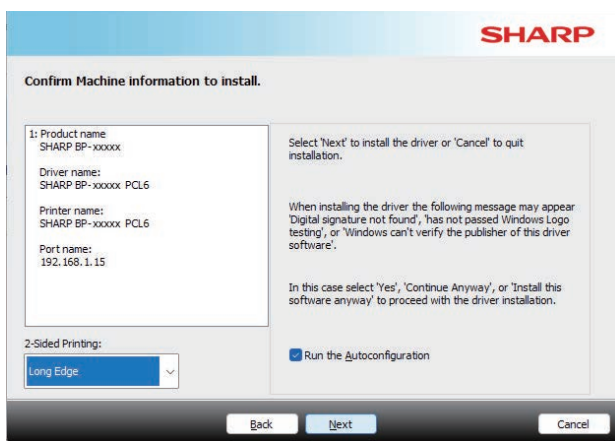 SHARP
Confirm Machine information to install.
1: Product name
SHARP BP-xxxxx
Driver name:
SHARP BP-xxxxx PCL6
Printer name:
SHARP BP-xxxxx PCL6
Port name:
192.168.1.15
2-Sided Printing:
Long Edge
Select 'Next' to install the driver or 'Cancel' to quit
installation.
When installing the driver the following message may appear
'Digital signature not found', 'has not passed Windows Logo
testing', or 'Windows can't verify the publisher of this driver
software'.
In this case select 'Yes', 'Continue Anyway', or 'Install this
software anyway' to proceed with the driver installation.
Run the Autoconfiguration
Back
Next
Cancel